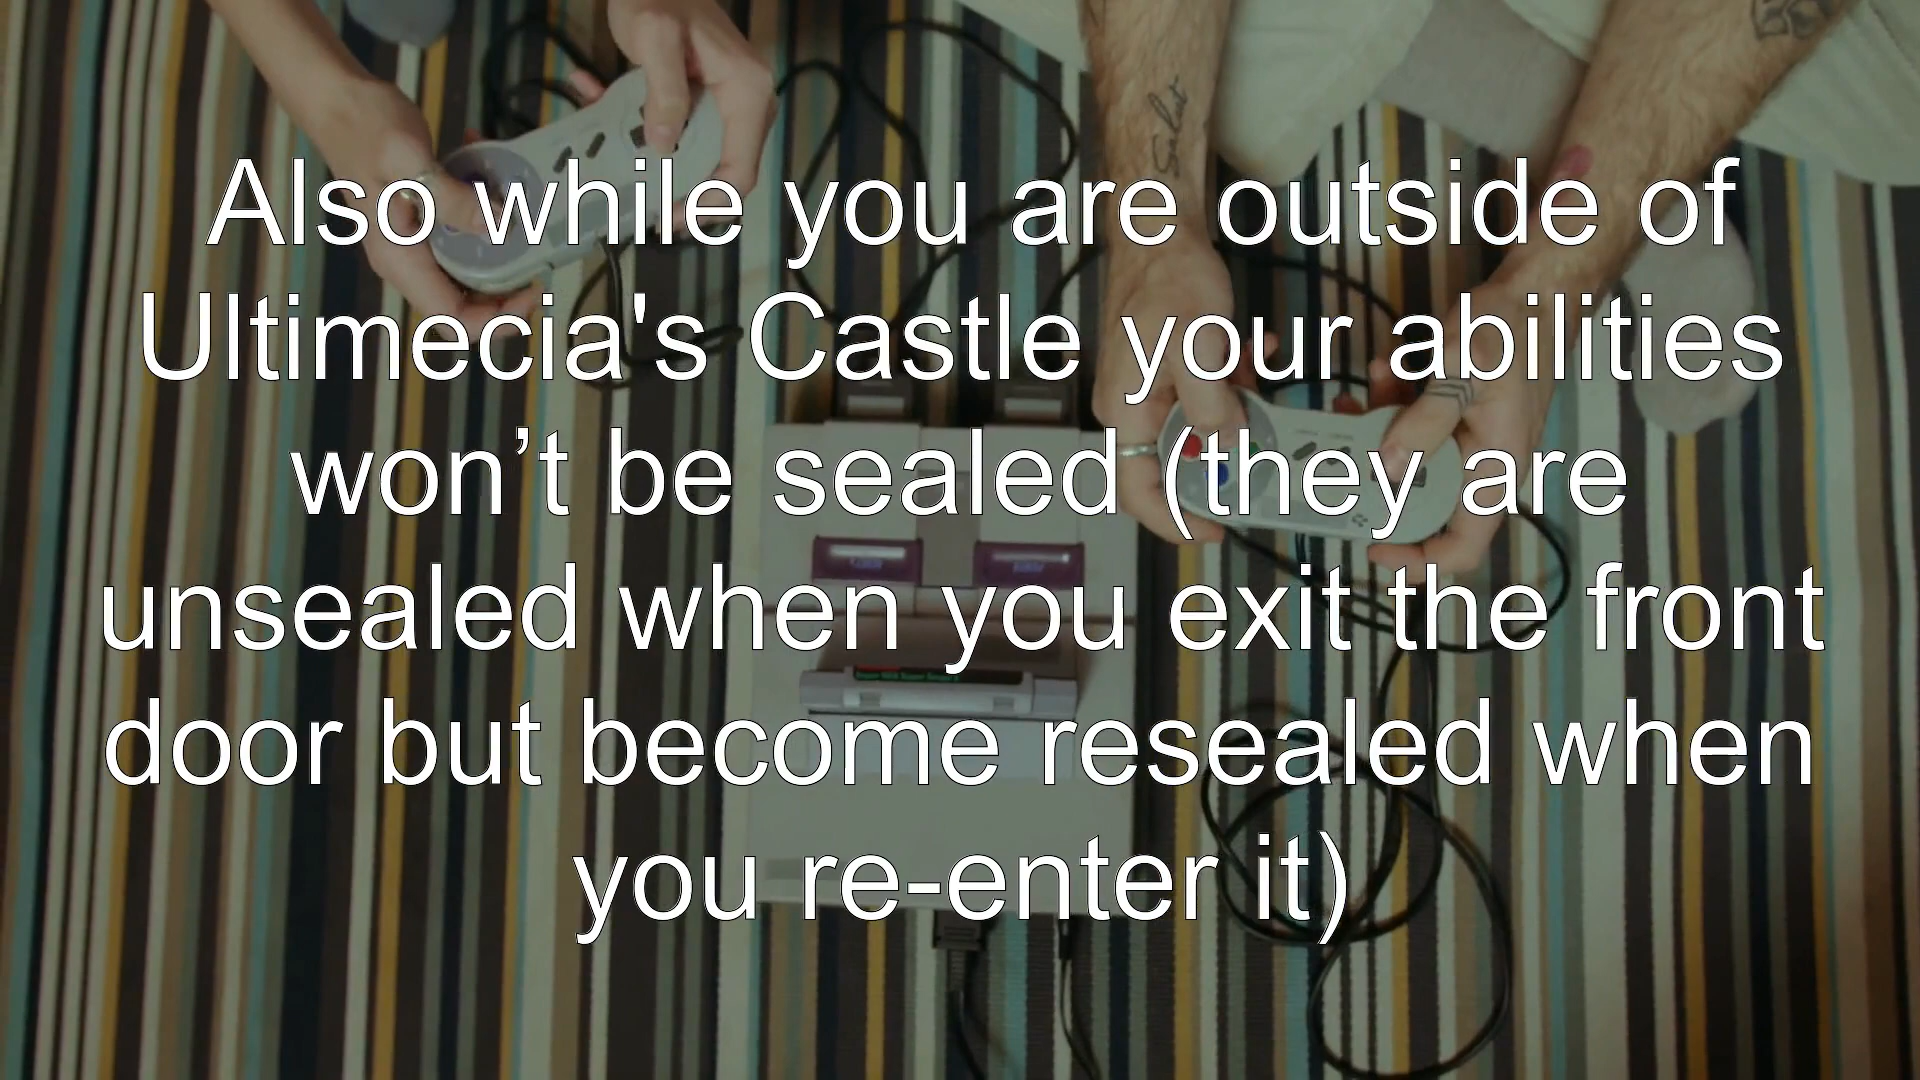 Also while you are outside of
Ultimecia's Castle your abilities
won’t be sealed (they are
unsealed when you exit the front
door but become resealed when
you re-enter it)
Salut